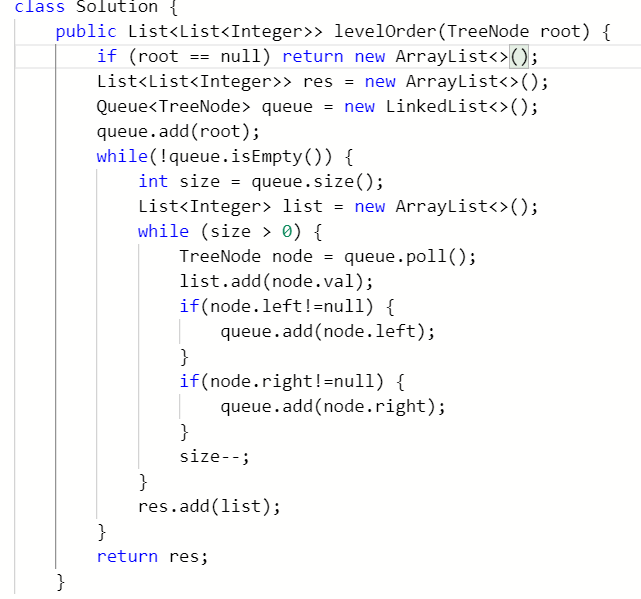 class Solution {
    public List<List<Integer>> levelOrder(TreeNode root) {
        if (root == null) return new ArrayList<>();
        List<List<Integer>> res = new ArrayList<>();
        Queue<TreeNode> queue = new LinkedList<>();
        queue.add(root);
        while(!queue.isEmpty()) {
            int size = queue.size();
            List<Integer> list = new ArrayList<>();
            while (size > 0) {
                TreeNode node = queue.poll();
                list.add(node.val);
                if(node.left!=null) {
                    queue.add(node.left);
                }
                if(node.right!=null) {
                    queue.add(node.right);
                }
                size--;
            }
            res.add(list);
        }
        return res;
    }